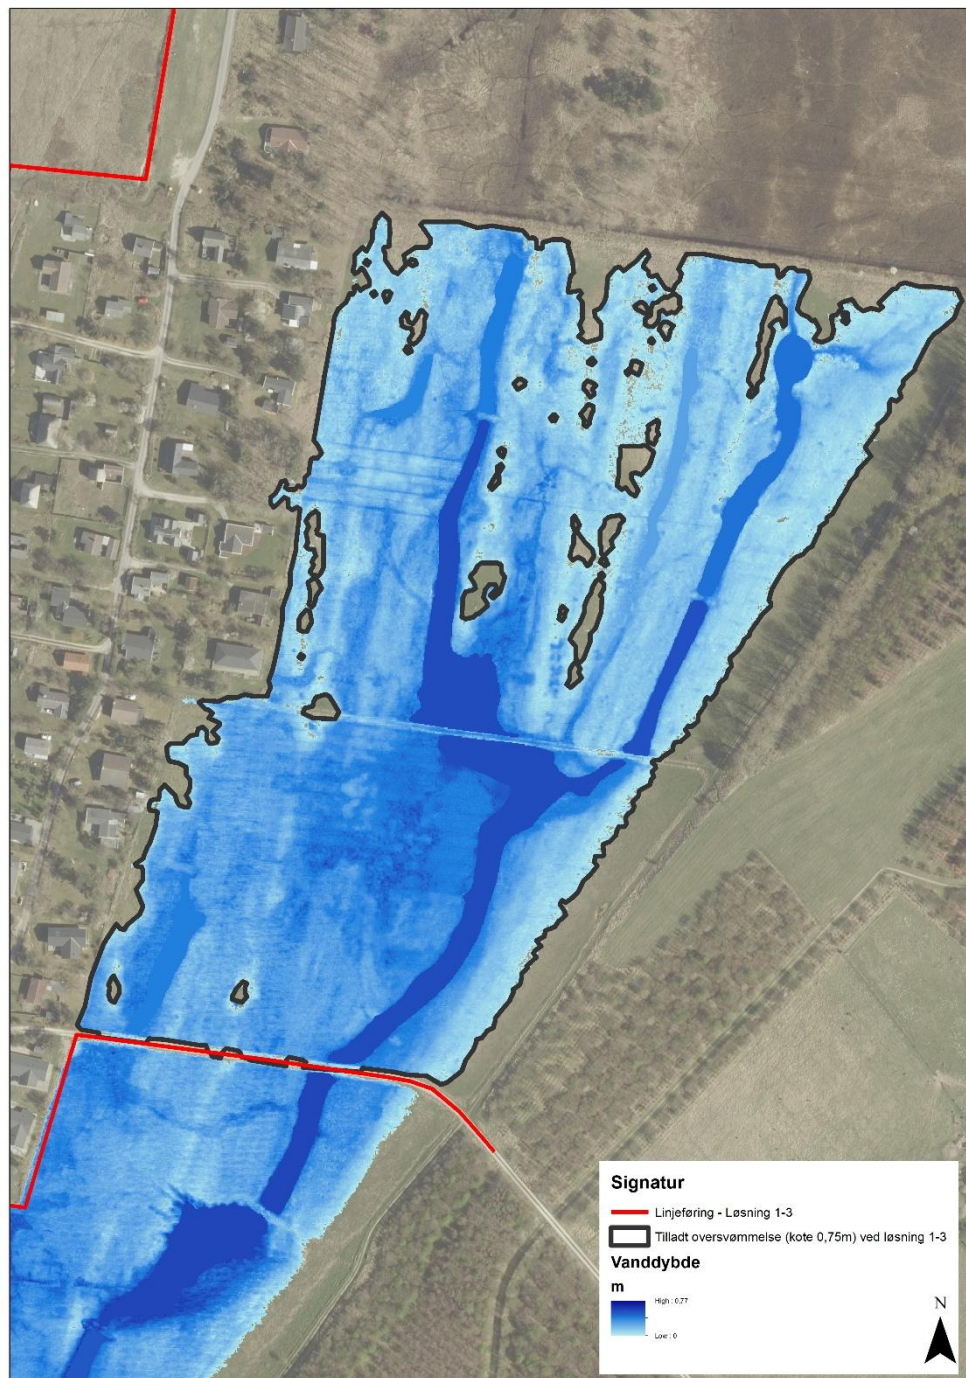 Signatur
Linjeføring - Løsning 1-3
Tilladt oversvømmelse (kote 0,75m) ved løsning 1-3
Vanddybde
m
High : 0,77
Low : 0
N